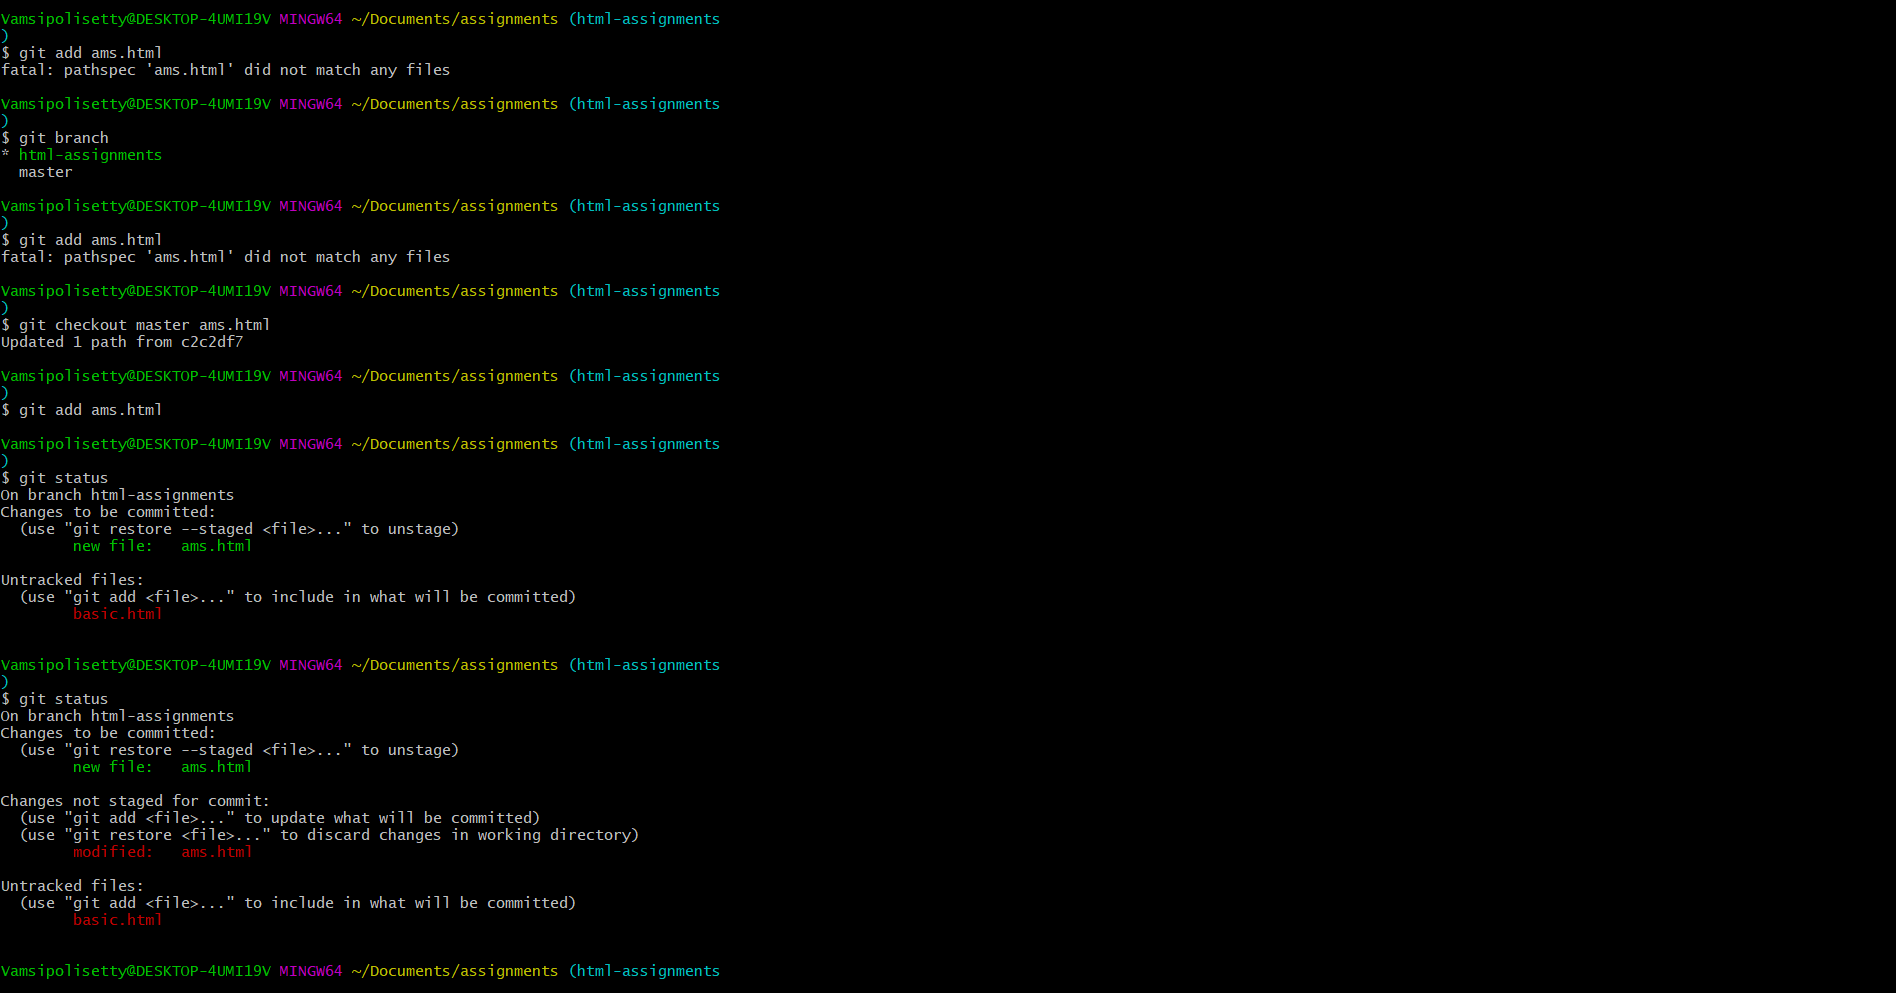 Vamsipolisetty@DESKTOP-4UMI19V MINGW64 ~/Documents/assignments (html-assignments
)
$ git add ams.html
fatal: pathspec 'ams.html' did not match any files
Vamsipolisetty@DESKTOP-4UMI19V MINGW64 ~/Documents/assignments (html-assignments
)
$ git branch
* html-assignments
  master
Vamsipolisetty@DESKTOP-4UMI19V MINGW64 ~/Documents/assignments (html-assignments
)
$ git add ams.html
fatal: pathspec 'ams.html' did not match any files
Vamsipolisetty@DESKTOP-4UMI19V MINGW64 ~/Documents/assignments (html-assignments
)
$ git checkout master ams.html
Updated 1 path from c2c2df7
Vamsipolisetty@DESKTOP-4UMI19V MINGW64 ~/Documents/assignments (html-assignments
)
$ git add ams.html
Vamsipolisetty@DESKTOP-4UMI19V MINGW64 ~/Documents/assignments (html-assignments
)
$ git status
On branch html-assignments
Changes to be committed:
  (use "git restore --staged <file>..." to unstage)
        new file:   ams.html
Untracked files:
  (use "git add <file>..." to include in what will be committed)
        basic.html
Vamsipolisetty@DESKTOP-4UMI19V MINGW64 ~/Documents/assignments (html-assignments
)
$ git status
On branch html-assignments
Changes to be committed:
  (use "git restore --staged <file>..." to unstage)
        new file:   ams.html
Changes not staged for commit:
  (use "git add <file>..." to update what will be committed)
  (use "git restore <file>..." to discard changes in working directory)
        modified:   ams.html
Untracked files:
  (use "git add <file>..." to include in what will be committed)
        basic.html
Vamsipolisetty@DESKTOP-4UMI19V MINGW64 ~/Documents/assignments (html-assignments